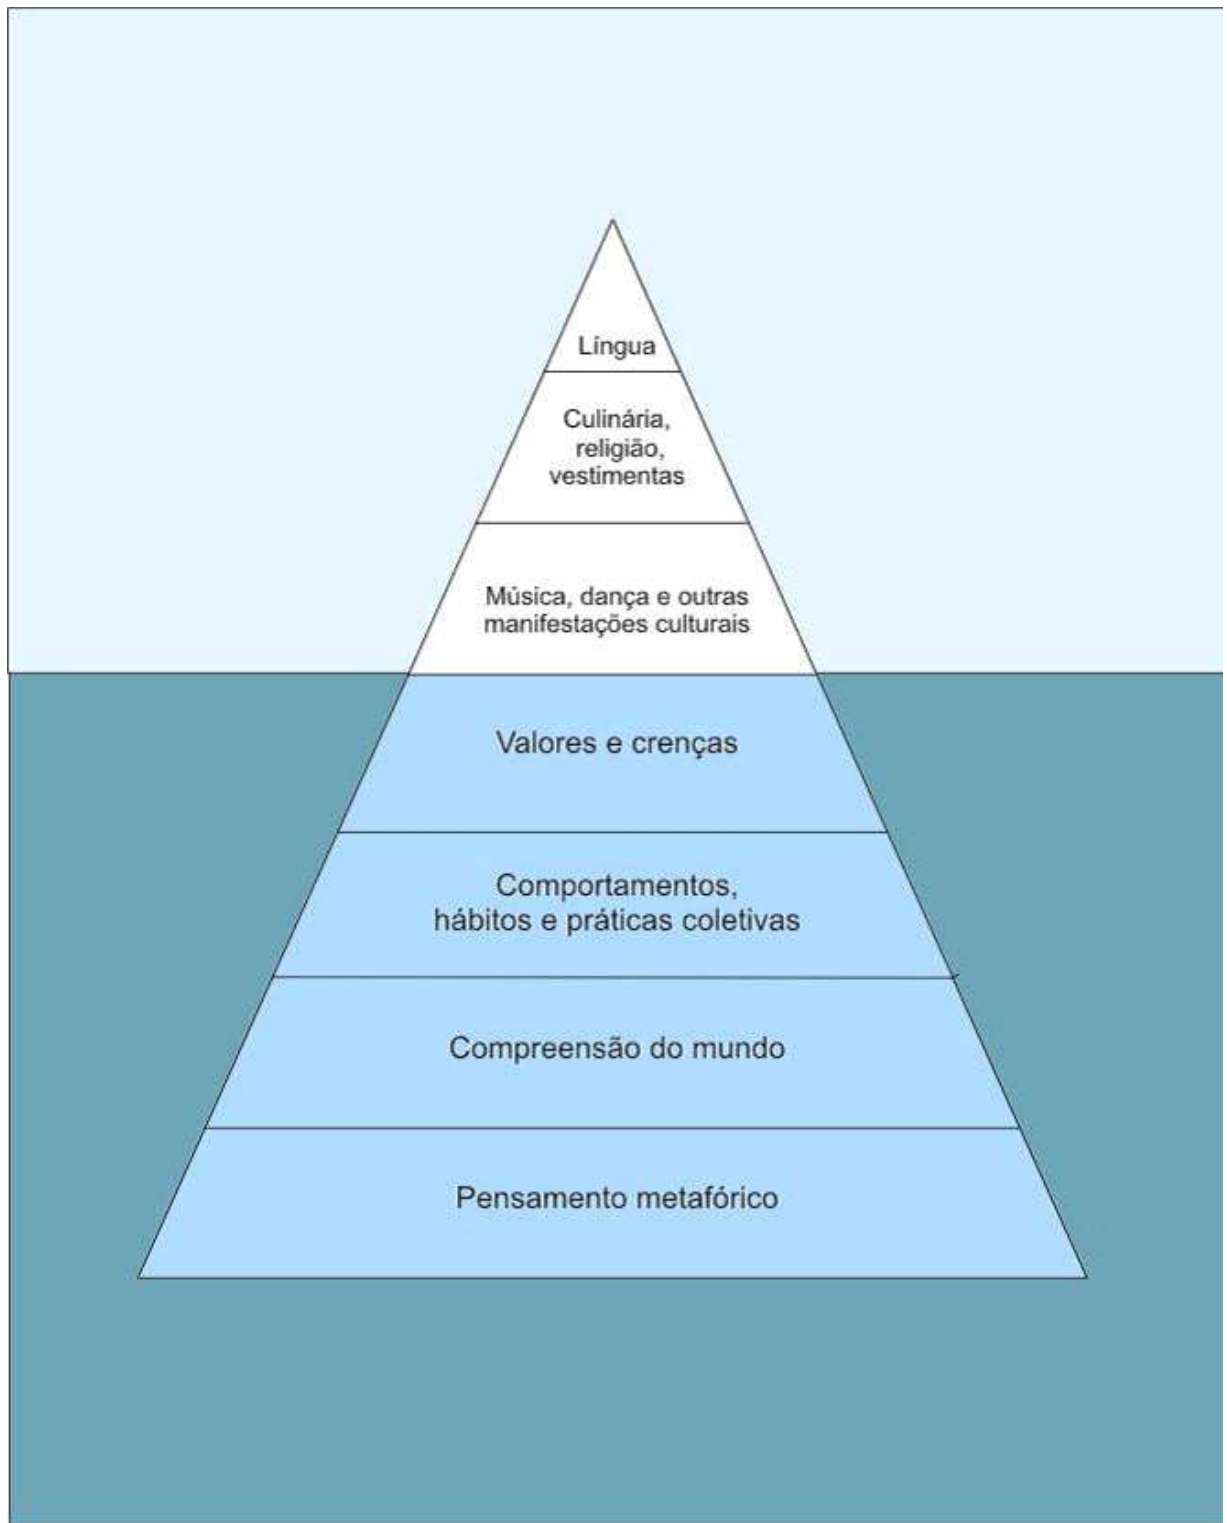 Língua
Culinária,
religião,
vestimentas
Música, dança e outras
manifestações culturais
Valores e crenças
Comportamentos,
hábitos e práticas coletivas
Compreensão do mundo
Pensamento metafórico